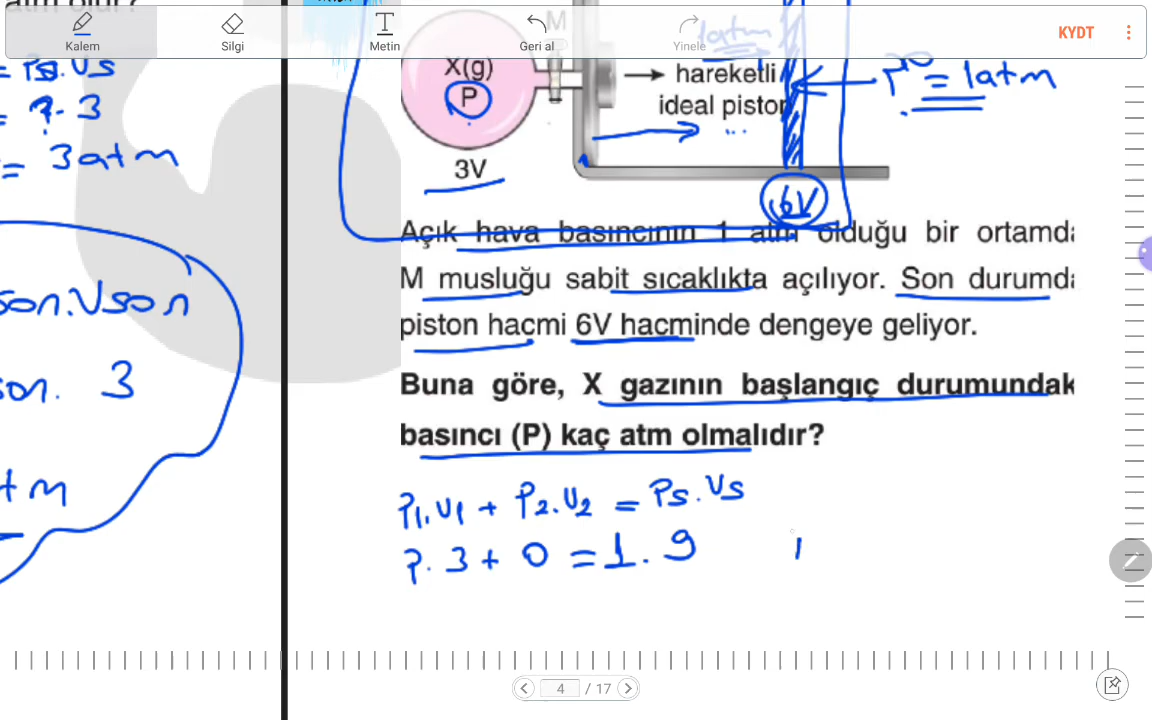 Kalem
Silgi
Metin
Geri al
Yinele
KYDT
M
1atm
= Ps.Vs
= ?. 3
= 3atm
son.Vson
son. 3
tm
X(g)
P
3V
hareketli
ideal piston
= 1atm
6V
Açık hava basıncının 1 atm olduğu bir ortamda
M musluğu sabit sıcaklıkta açılıyor. Son durumda
piston hacmi 6V hacminde dengeye geliyor.
Buna göre, X gazının başlangıç durumundak
basıncı (P) kaç atm olmalıdır?
P1.V1 + P2.V2 = Ps.Vs
?. 3 + 0 = 1. 9
4 / 17